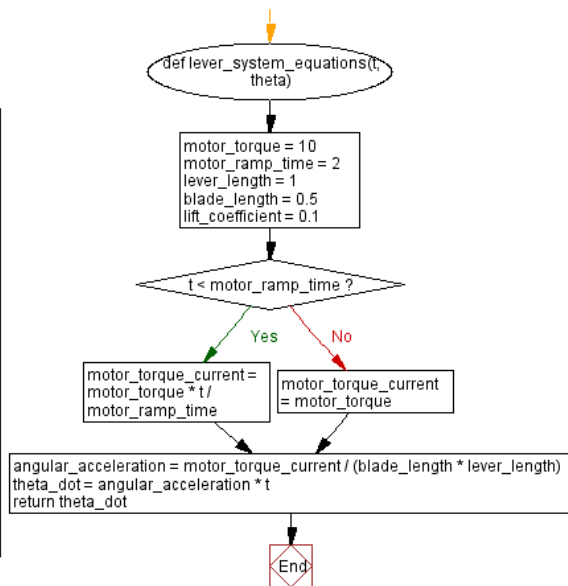 def lever_system_equations(t,
theta)
motor_torque = 10
motor_ramp_time = 2
lever_length = 1
blade_length = 0.5
lift_coefficient = 0.1
t < motor_ramp_time ?
Yes
No
motor_torque_current =
motor_torque * t /
motor_ramp_time
motor_torque_current
= motor_torque
angular_acceleration = motor_torque_current / (blade_length * lever_length)
theta_dot = angular_acceleration * t
return theta_dot
End